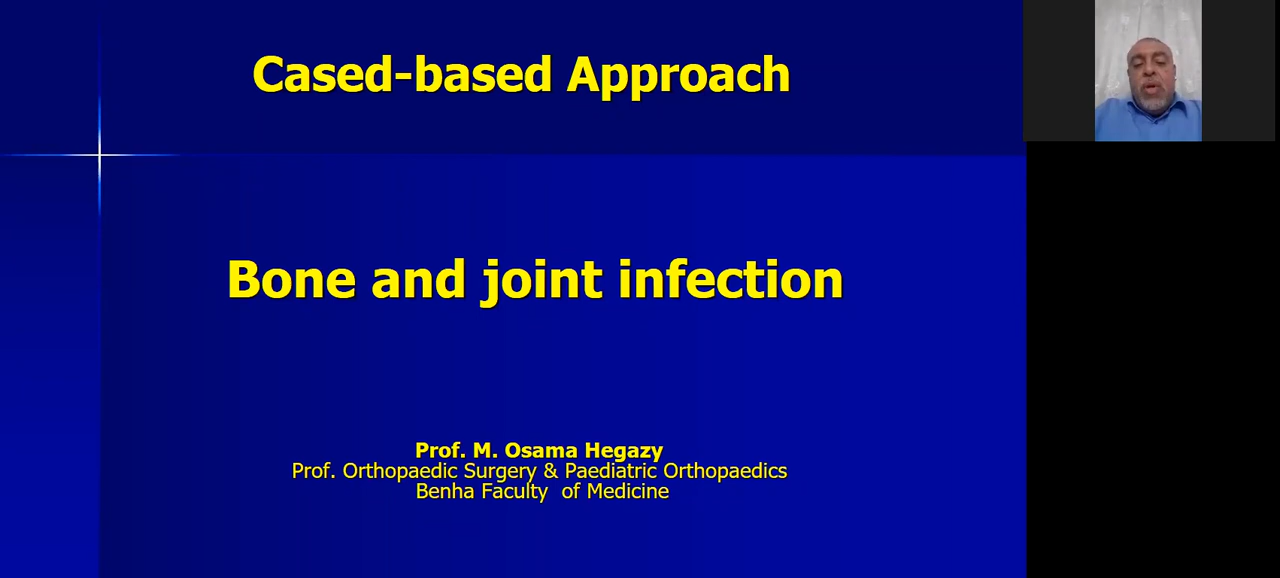 Cased-based Approach
Bone and joint infection
Prof. M. Osama Hegazy
Prof. Orthopaedic Surgery & Paediatric Orthopaedics
Benha Faculty of Medicine